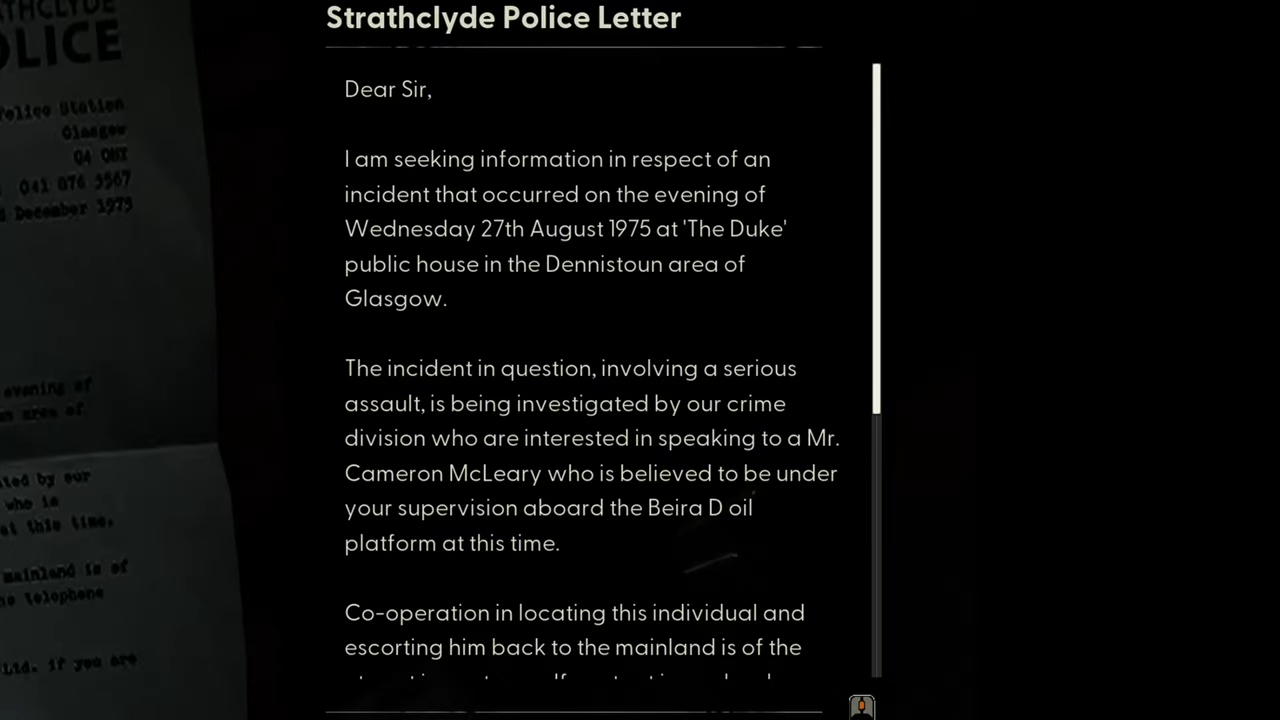 Strathclyde Police Letter
Dear Sir,
I am seeking information in respect of an
incident that occurred on the evening of
Wednesday 27th August 1975 at 'The Duke'
public house in the Dennistoun area of
Glasgow.
The incident in question, involving a serious
assault, is being investigated by our crime
division who are interested in speaking to a Mr.
Cameron McLeary who is believed to be under
your supervision aboard the Beira D oil
platform at this time.
Co-operation in locating this individual and
escorting him back to the mainland is of the
THCLYDE
OLICE
Police Station
Glasgow
December 1975
evening of
area of
by our
who is
at this time.
mainland is of
telephone
Ltd. if you are